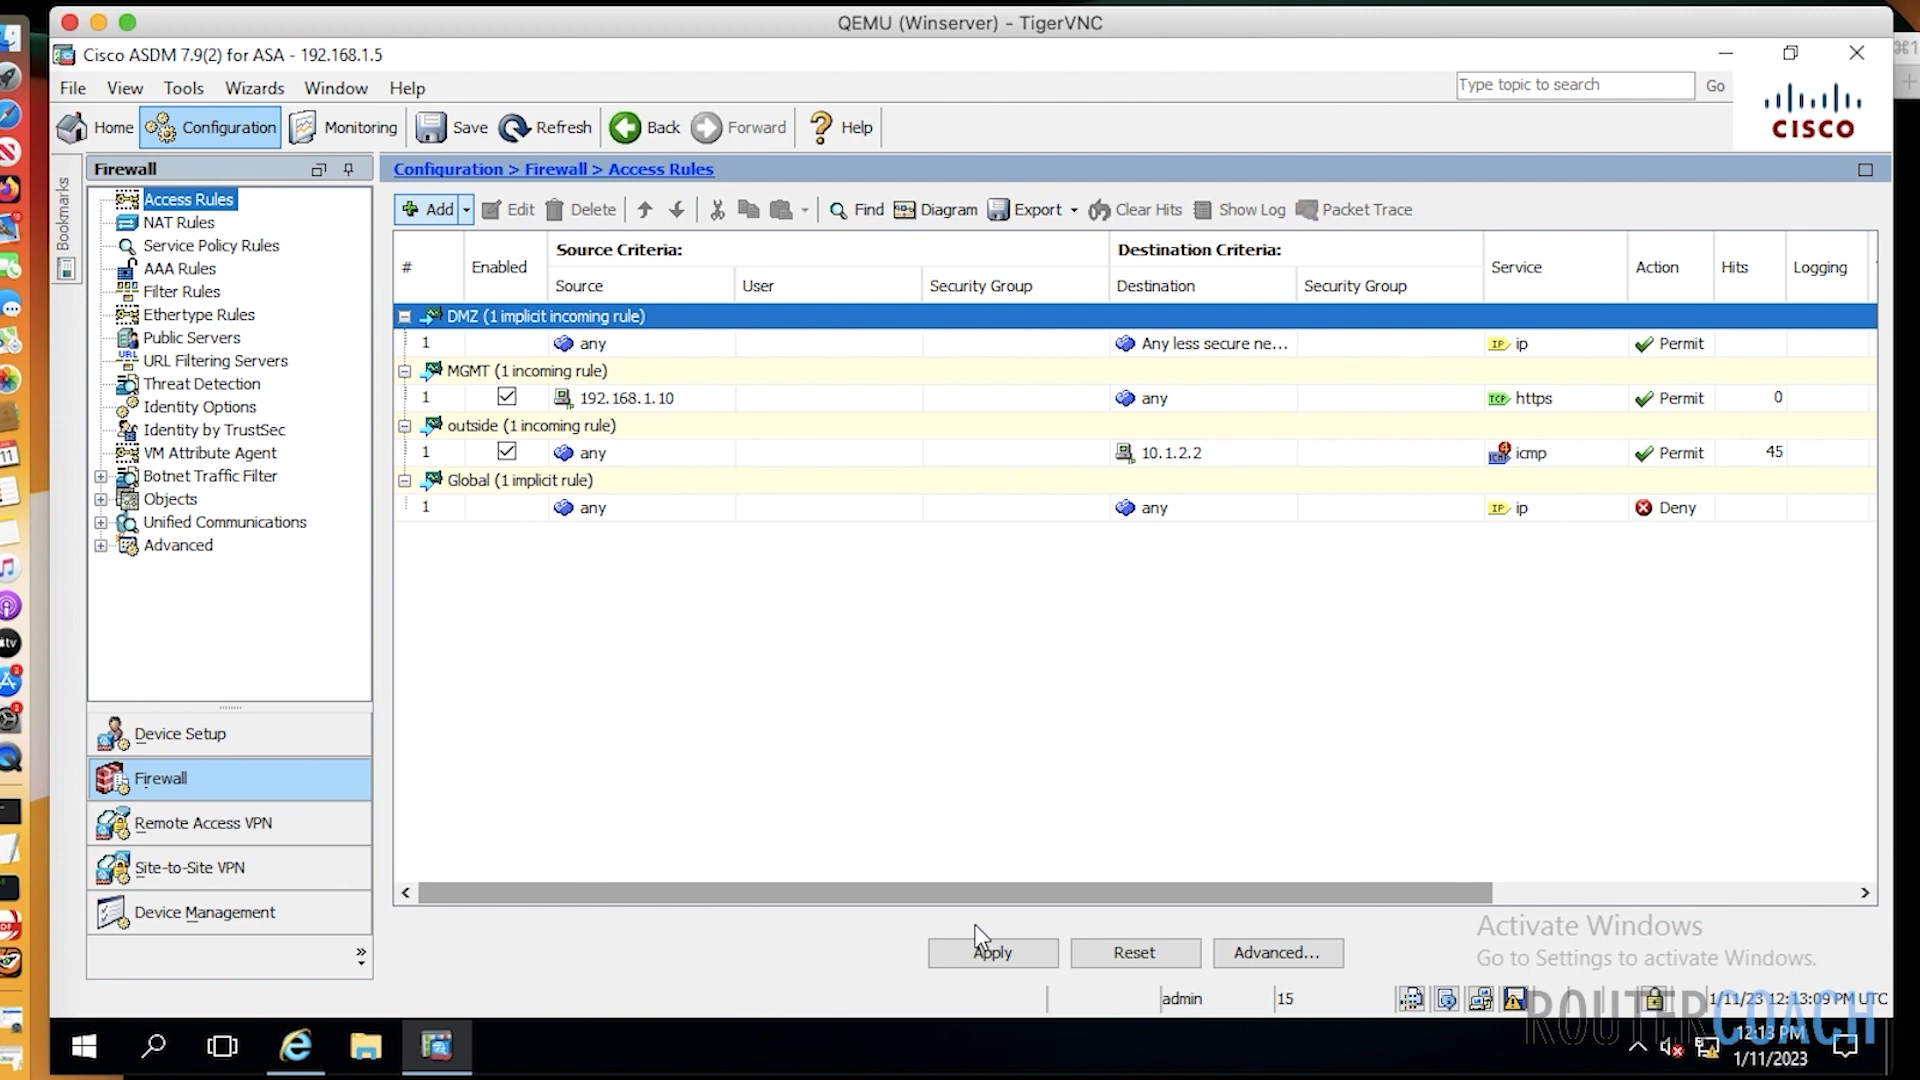 QEMU (Winserver) - TigerVNC
⌘1
Cisco ASDM 7.9(2) for ASA - 192.168.1.5
File View Tools Wizards Window Help
Type topic to search Go
Home Configuration Monitoring Save Refresh Back Forward Help
CISCO
Bookmarks
Firewall
Access Rules
NAT Rules
Service Policy Rules
AAA Rules
Filter Rules
Ethertype Rules
Public Servers
URL Filtering Servers
Threat Detection
Identity Options
Identity by TrustSec
VM Attribute Agent
Botnet Traffic Filter
Objects
Unified Communications
Advanced
Device Setup
Firewall
Remote Access VPN
Site-to-Site VPN
Device Management
Configuration > Firewall > Access Rules
Add Edit Delete Find Diagram Export Clear Hits Show Log Packet Trace
# Enabled Source Criteria: Destination Criteria: Service Action Hits Logging
Source User Security Group Destination Security Group
DMZ (1 implicit incoming rule)
1 any Any less secure ne... IP ip Permit
MGMT (1 incoming rule)
1 192.168.1.10 any TCP https Permit 0
outside (1 incoming rule)
1 any 10.1.2.2 ICMP icmp Permit 45
Global (1 implicit rule)
1 any any IP ip Deny
Apply Reset Advanced...
Activate Windows
Go to Settings to activate Windows.
admin 15 1/11/23 12:13:09 PM UTC
ROUTERCOACH
12:13 PM
1/11/2023